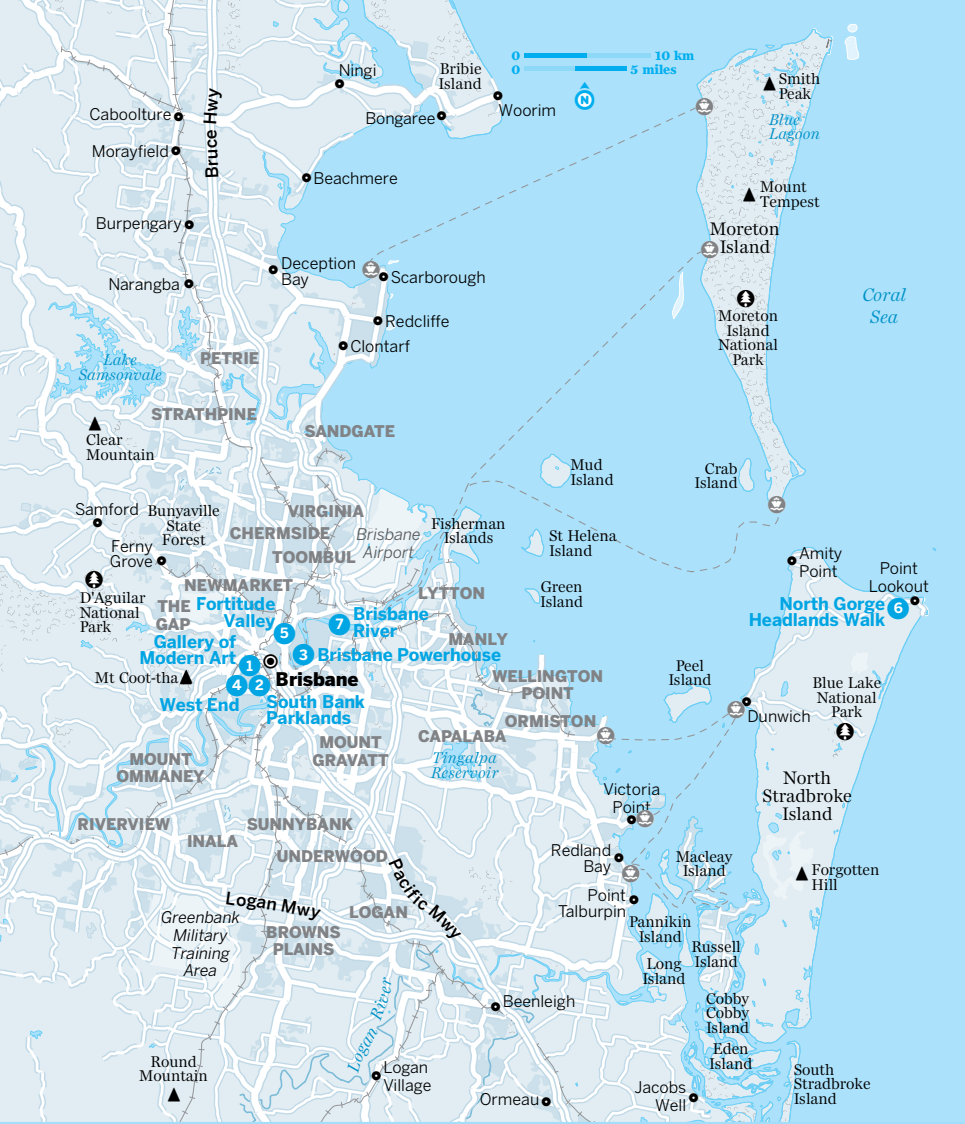 0 10 km
0 5 miles
N
Ningi
Bribie
Island
Woorim
Bongaree
Caboolture
Bruce Hwy
Morayfield
Beachmere
Burpengary
Deception
Bay
Scarborough
Narangba
Redcliffe
Clontarf
Smith
Peak
Blue
Lagoon
Mount
Tempest
Moreton
Island
Moreton
Island
National
Park
Coral
Sea
Lake
Samsonvale
PETRIE
STRATHPINE
SANDGATE
Clear
Mountain
Mud
Island
Crab
Island
Samford
Bunyaville
State
Forest
VIRGINIA
CHERMSIDE
Brisbane
Airport
Fisherman
Islands
St Helena
Island
Ferny
Grove
TOOMBUL
Amity
Point
Point
Lookout
D'Aguilar
National
Park
NEWMARKET
THE
GAP
LYTTON
Green
Island
Fortitude
Valley
5
7
Brisbane
River
North Gorge
Headlands Walk
6
Gallery of
Modern Art
1
3
Brisbane Powerhouse
MANLY
Mt Coot-tha
4
2
Brisbane
WELLINGTON
POINT
Peel
Island
Blue Lake
National
Park
West End
South Bank
Parklands
ORMISTON
Dunwich
CAPALABA
MOUNT
GRAVATT
Tingalpa
Reservoir
MOUNT
OMMANEY
North
Stradbroke
Island
Victoria
Point
RIVERVIEW
SUNNYBANK
INALA
UNDERWOOD
Redland
Bay
Macleay
Island
Forgotten
Hill
Pacific Mwy
Logan Mwy
LOGAN
Point
Talburpin
Pannikin
Island
Greenbank
Military
Training
Area
BROWNS
PLAINS
Russell
Island
Long
Island
Logan River
Beenleigh
Cobby
Cobby
Island
Eden
Island
Round
Mountain
Logan
Village
Ormeau
Jacobs
Well
South
Stradbroke
Island